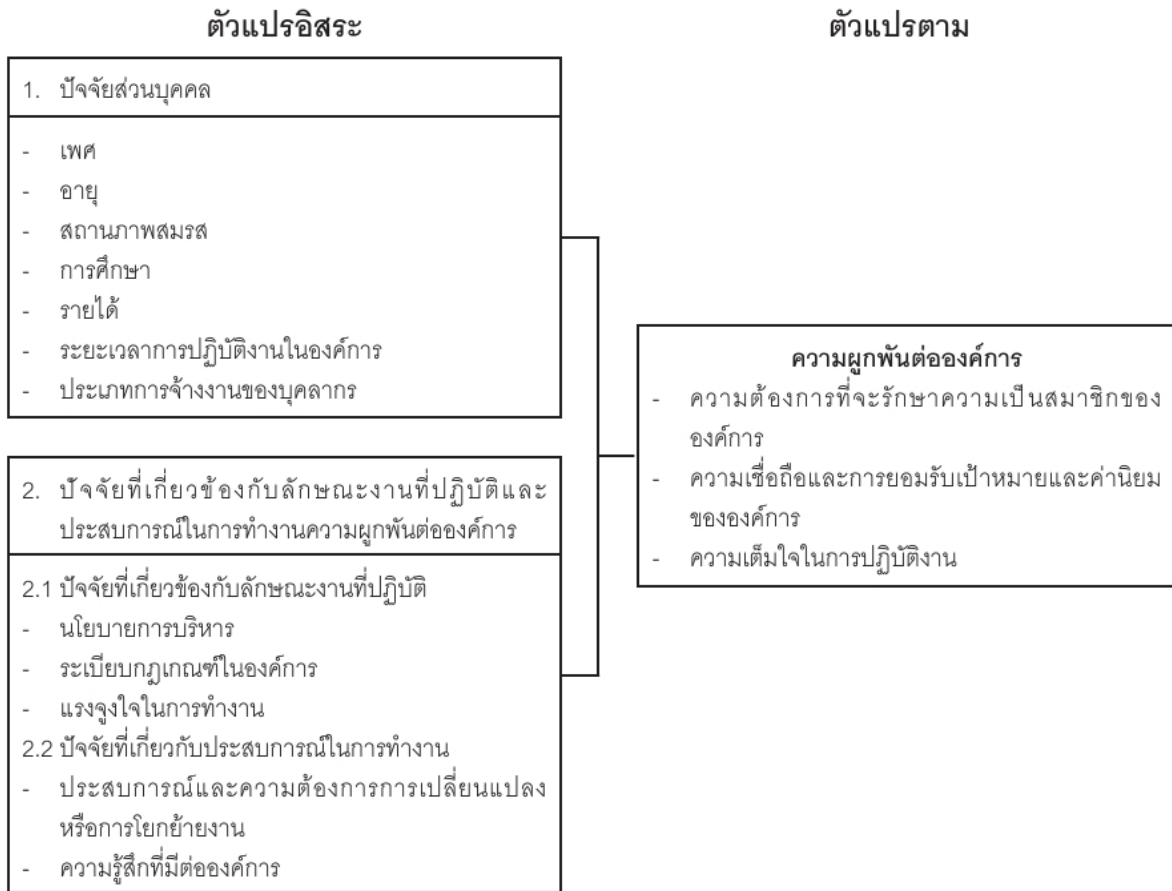 ตัวแปรอิสระ
ตัวแปรตาม
1. ปัจจัยส่วนบุคคล
- เพศ
- อายุ
- สถานภาพสมรส
- การศึกษา
- รายได้
- ระยะเวลาการปฏิบัติงานในองค์การ
- ประเภทการจ้างงานของบุคลากร
2. ปัจจัยที่เกี่ยวข้องกับลักษณะงานที่ปฏิบัติและ
ประสบการณ์ในการทำงานความผูกพันต่อองค์การ
2.1 ปัจจัยที่เกี่ยวข้องกับลักษณะงานที่ปฏิบัติ
- นโยบายการบริหาร
- ระเบียบกฎเกณฑ์ในองค์การ
- แรงจูงใจในการทำงาน
2.2 ปัจจัยที่เกี่ยวกับประสบการณ์ในการทำงาน
- ประสบการณ์และความต้องการการเปลี่ยนแปลง
หรือการโยกย้ายงาน
- ความรู้สึกที่มีต่อองค์การ
ความผูกพันต่อองค์การ
- ความต้องการที่จะรักษาความเป็นสมาชิกของ
องค์การ
- ความเชื่อถือและการยอมรับเป้าหมายและค่านิยม
ขององค์การ
- ความเต็มใจในการปฏิบัติงาน